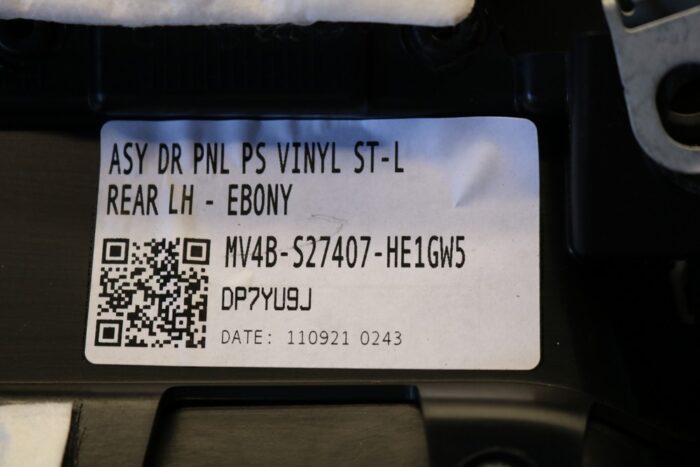 ASY DR PNL PS VINYL ST-L
REAR LH - EBONY
MV4B-S27407-HE1GW5
DP7YU9J
DATE: 110921 0243